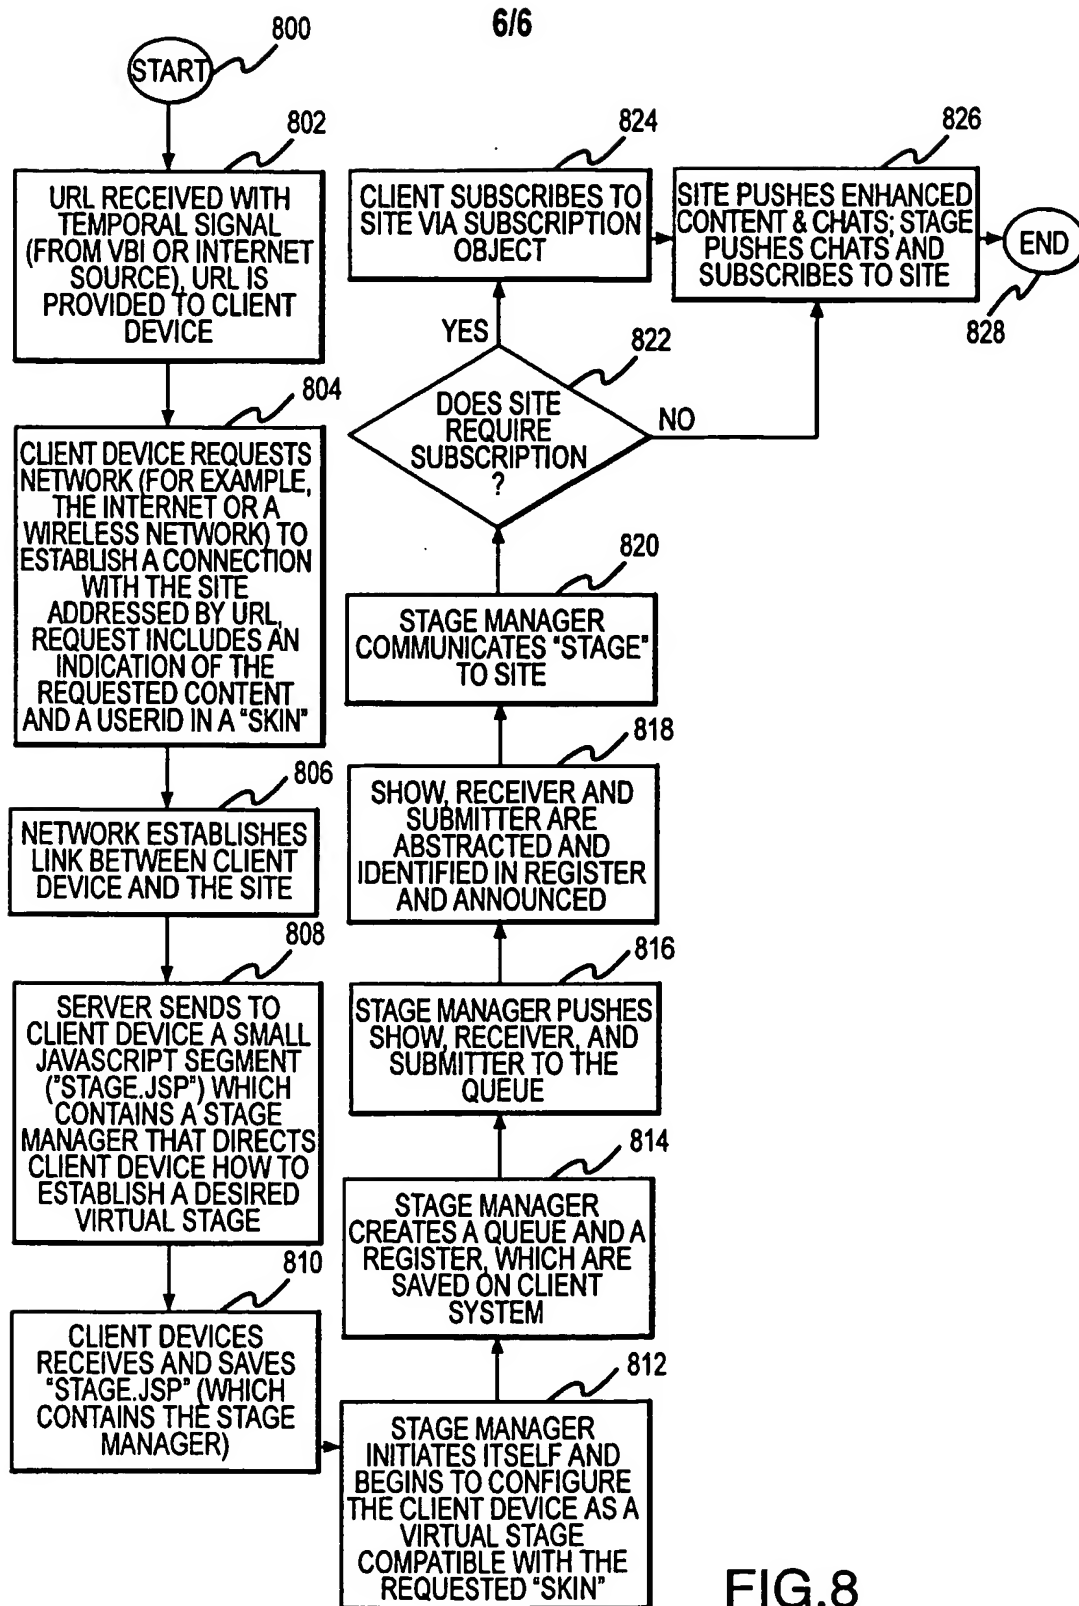 6/6
START
800
802
URL RECEIVED WITH
TEMPORAL SIGNAL
(FROM VBI OR INTERNET
SOURCE), URL IS
PROVIDED TO CLIENT
DEVICE
804
CLIENT DEVICE REQUESTS
NETWORK (FOR EXAMPLE,
THE INTERNET OR A
WIRELESS NETWORK) TO
ESTABLISH A CONNECTION
WITH THE SITE
ADDRESSED BY URL,
REQUEST INCLUDES AN
INDICATION OF THE
REQUESTED CONTENT
AND A USERID IN A "SKIN"
806
NETWORK ESTABLISHES
LINK BETWEEN CLIENT
DEVICE AND THE SITE
808
SERVER SENDS TO
CLIENT DEVICE A SMALL
JAVASCRIPT SEGMENT
("STAGE.JSP") WHICH
CONTAINS A STAGE
MANAGER THAT DIRECTS
CLIENT DEVICE HOW TO
ESTABLISH A DESIRED
VIRTUAL STAGE
810
CLIENT DEVICES
RECEIVES AND SAVES
"STAGE.JSP" (WHICH
CONTAINS THE STAGE
MANAGER)
812
STAGE MANAGER
INITIATES ITSELF AND
BEGINS TO CONFIGURE
THE CLIENT DEVICE AS A
VIRTUAL STAGE
COMPATIBLE WITH THE
REQUESTED "SKIN"
814
STAGE MANAGER
CREATES A QUEUE AND A
REGISTER, WHICH ARE
SAVED ON CLIENT
SYSTEM
816
STAGE MANAGER PUSHES
SHOW, RECEIVER, AND
SUBMITTER TO THE
QUEUE
818
SHOW, RECEIVER AND
SUBMITTER ARE
ABSTRACTED AND
IDENTIFIED IN REGISTER
AND ANNOUNCED
820
STAGE MANAGER
COMMUNICATES "STAGE"
TO SITE
822
DOES SITE
REQUIRE
SUBSCRIPTION
?
YES
NO
824
CLIENT SUBSCRIBES TO
SITE VIA SUBSCRIPTION
OBJECT
826
SITE PUSHES ENHANCED
CONTENT & CHATS; STAGE
PUSHES CHATS AND
SUBSCRIBES TO SITE
END
828
FIG.8